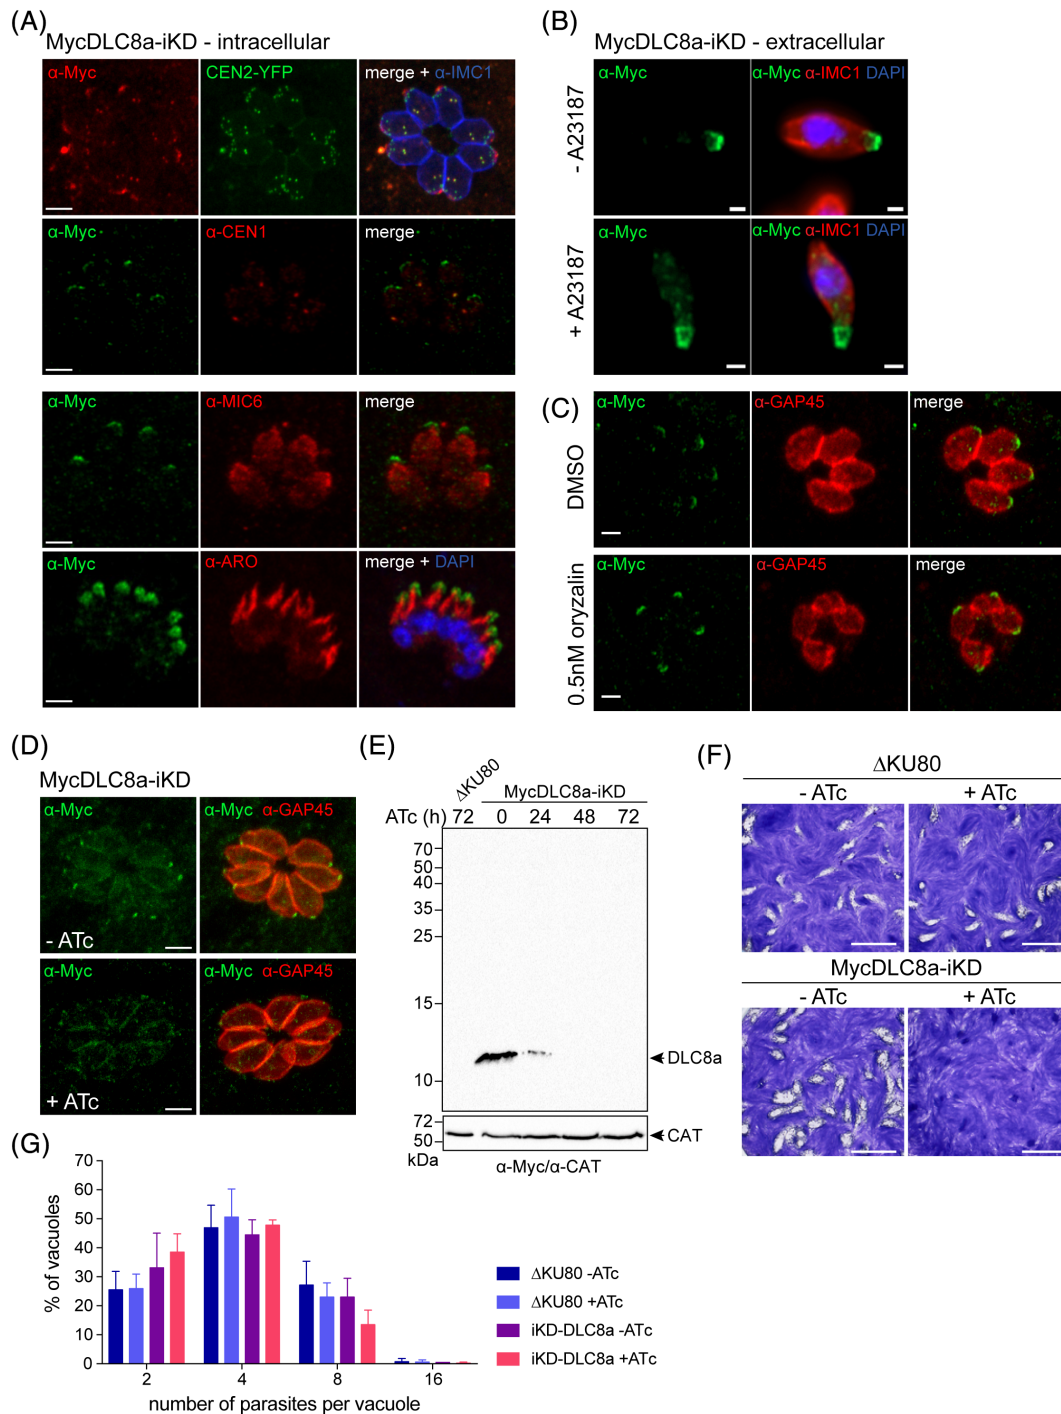 (A)
MycDLC8a-iKD - intracellular
α-Myc
CEN2-YFP
merge + α-IMC1
α-Myc
α-CEN1
merge
α-Myc
α-MIC6
merge
α-Myc
α-ARO
merge + DAPI
(B)
MycDLC8a-iKD - extracellular
- A23187
α-Myc
α-Myc α-IMC1 DAPI
+ A23187
α-Myc
α-Myc α-IMC1 DAPI
(C)
DMSO
α-Myc
α-GAP45
merge
0.5nM oryzalin
α-Myc
α-GAP45
merge
(D)
MycDLC8a-iKD
α-Myc
α-Myc α-GAP45
- ATc
α-Myc
α-Myc α-GAP45
+ ATc
(E)
ΔKU80
MycDLC8a-iKD
ATc (h) 72 0 24 48 72
70
50
40
35
25
15
10
DLC8a
72
50
CAT
kDa
α-Myc/α-CAT
(F)
ΔKU80
- ATc
+ ATc
MycDLC8a-iKD
- ATc
+ ATc
(G)
% of vacuoles
70
60
50
40
30
20
10
0
2 4 8 16
number of parasites per vacuole
ΔKU80 -ATc
ΔKU80 +ATc
iKD-DLC8a -ATc
iKD-DLC8a +ATc